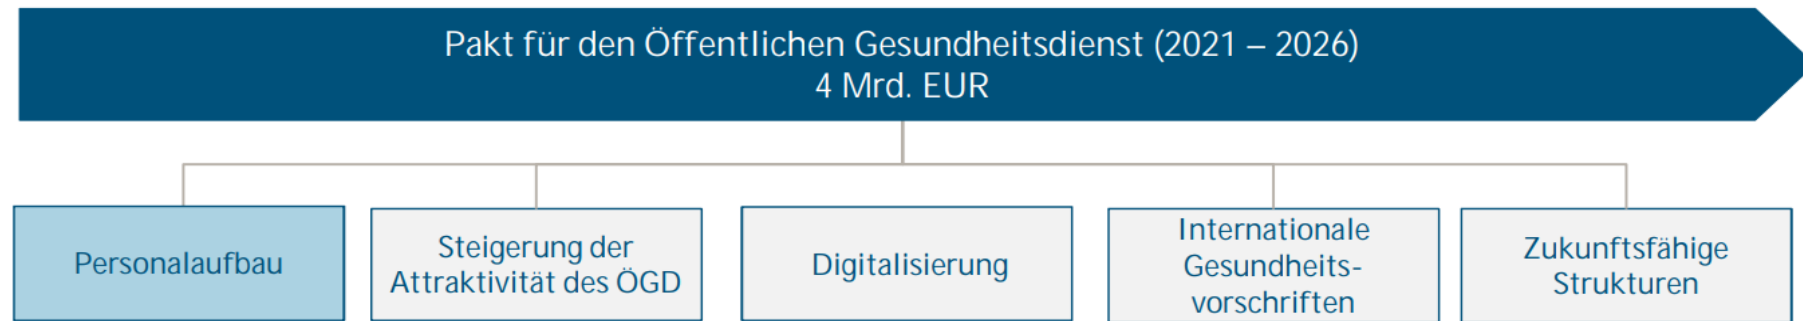 Pakt für den Öffentlichen Gesundheitsdienst (2021 – 2026)
4 Mrd. EUR
Personalaufbau
Steigerung der
Attraktivität des ÖGD
Digitalisierung
Internationale
Gesundheits-
vorschriften
Zukunftsfähige
Strukturen